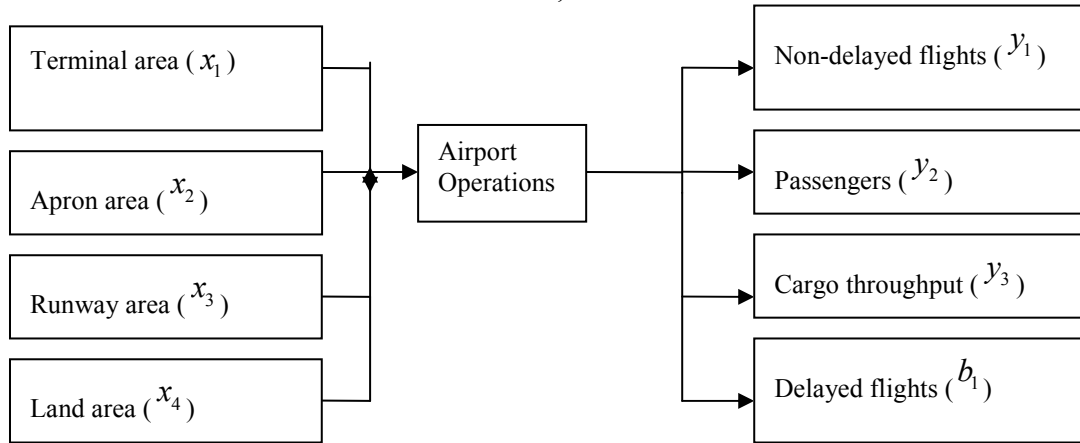 Terminal area ( x₁ )
Apron area ( x₂ )
Runway area ( x₃ )
Land area ( x₄ )
Airport
Operations
Non-delayed flights ( y₁ )
Passengers ( y₂ )
Cargo throughput ( y₃ )
Delayed flights ( b₁ )